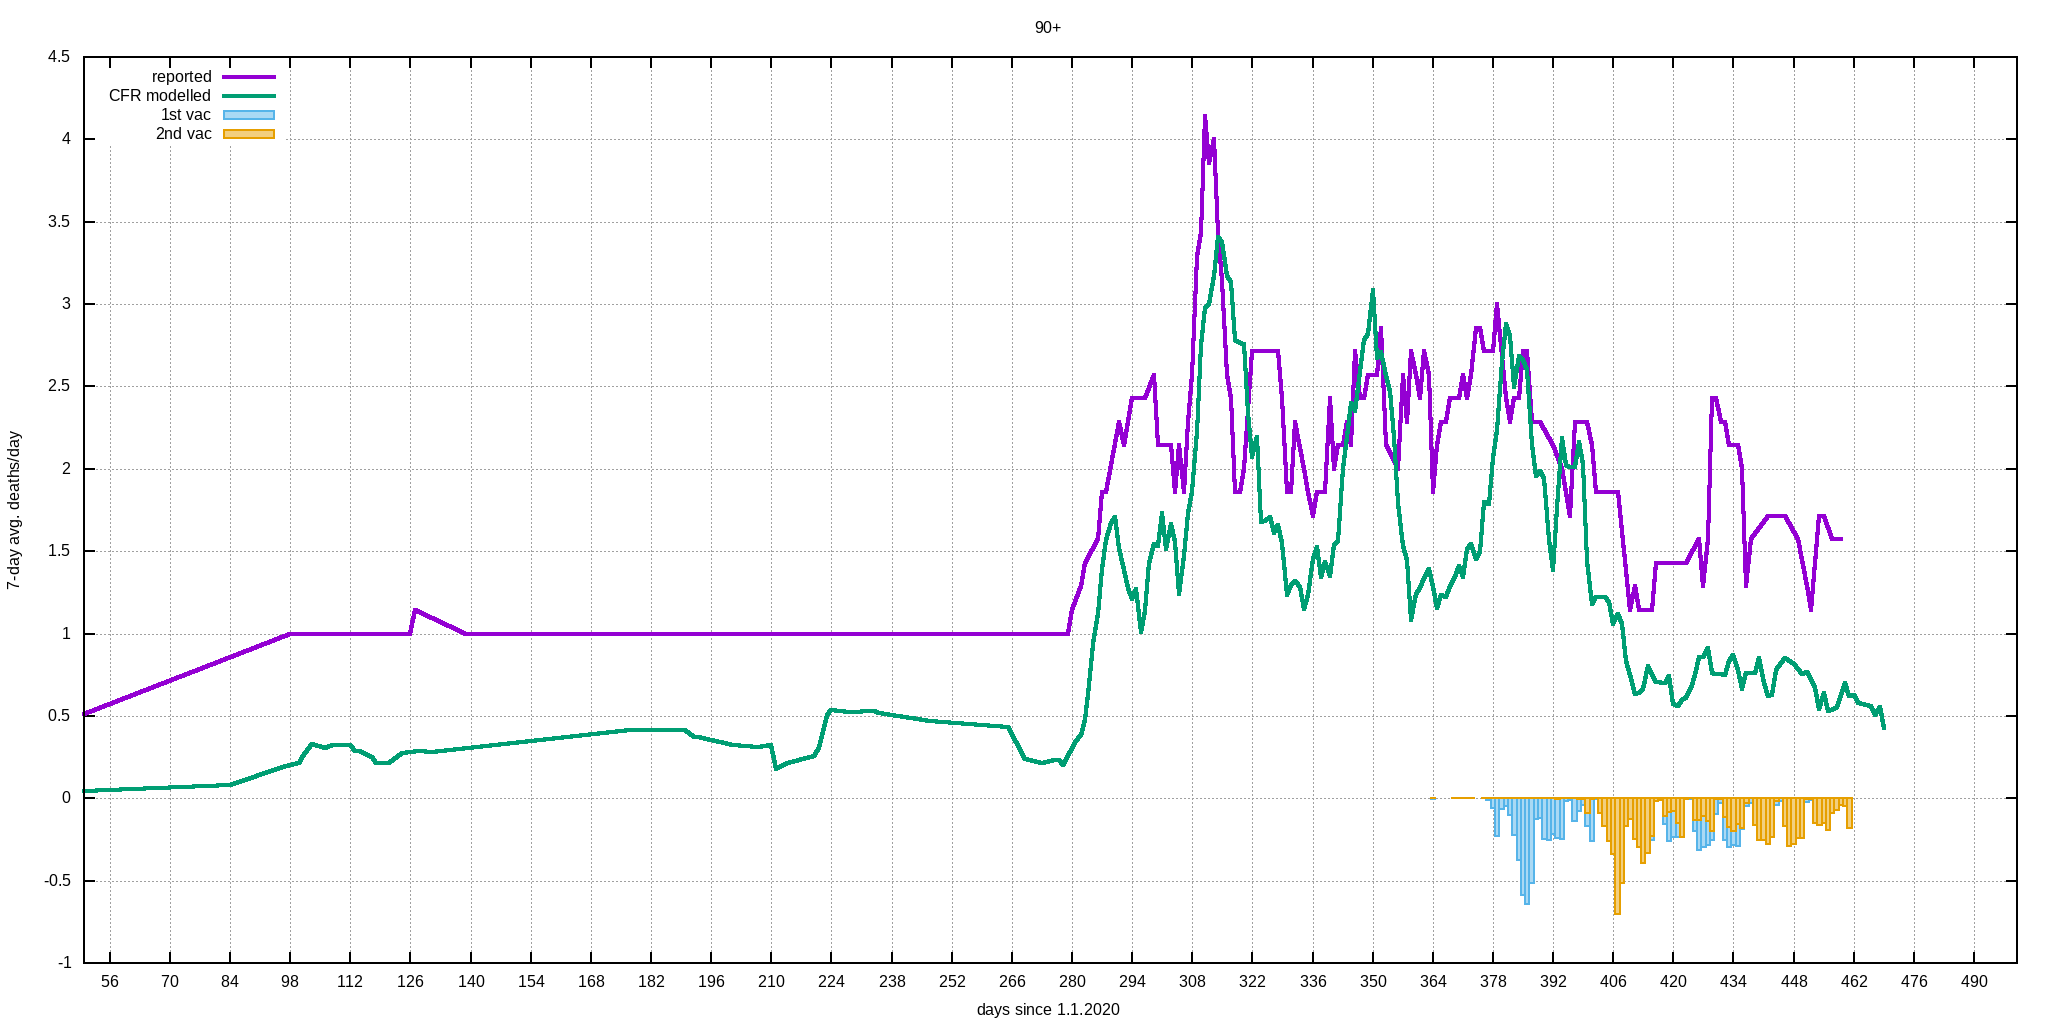 90+
4.5
4
3.5
3
2.5
2
1.5
1
0.5
0
-0.5
-1
7-day avg. deaths/day
reported
CFR modelled
1st vac
2nd vac
56 70 84 98 112 126 140 154 168 182 196 210 224 238 252 266 280 294 308 322 336 350 364 378 392 406 420 434 448 462 476 490
days since 1.1.2020